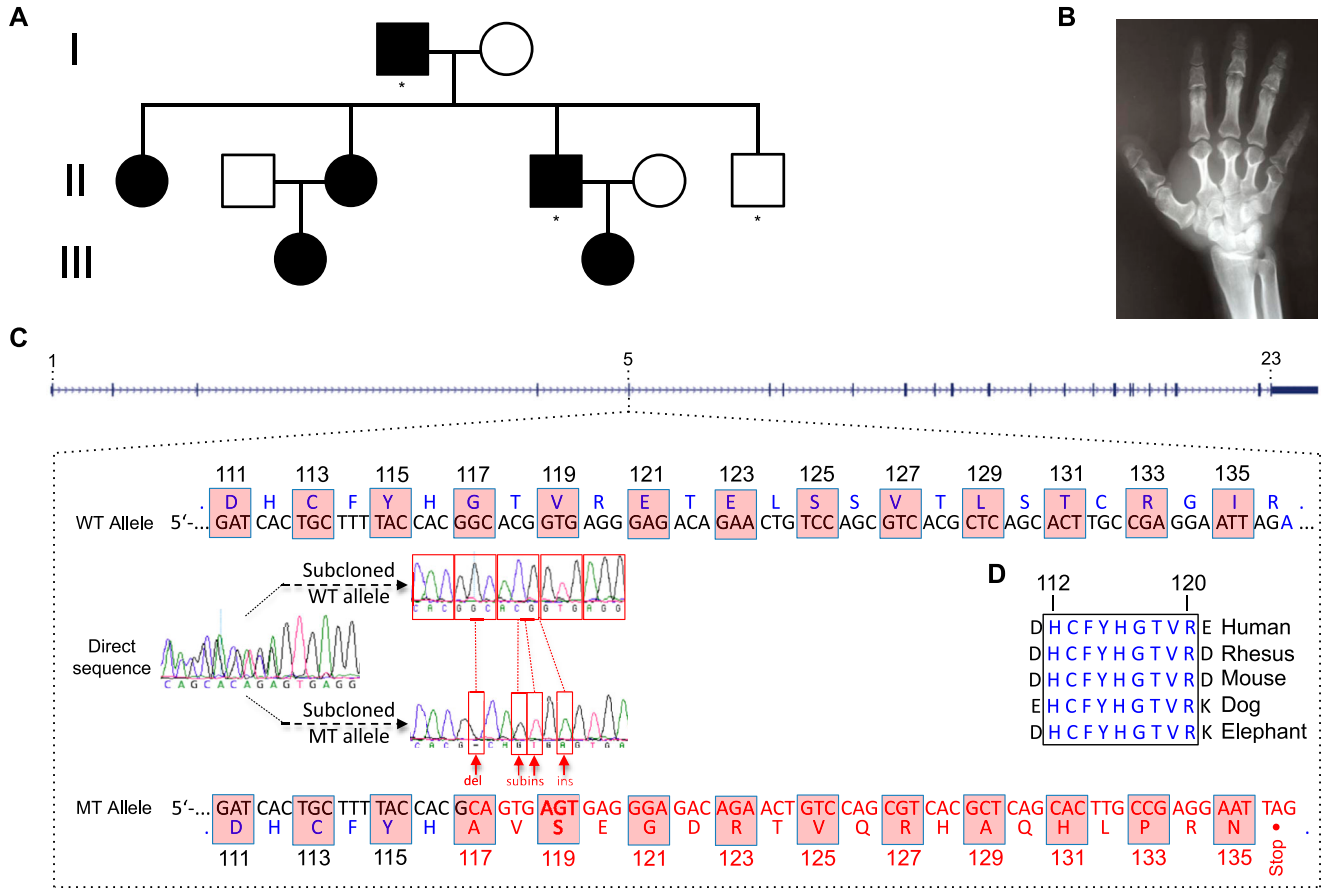 A
B
I
*
II
*
*
III
C
1
5
23
111 113 115 117 119 121 123 125 127 129 131 133 135
. D H C F Y H G T V R E T E L S S V T L S T C R G I R .
WT Allele 5‘-... GAT CAC TGC TTT TAC CAC GGC ACG GTG AGG GAG ACA GAA CTG TCC AGC GTC ACG CTC AGC ACT TGC CGA GGA ATT AGA ...
Subcloned
WT allele
C A C G G C A C G G T G A G G
Direct
sequence
C A G C A C A G A G T G A G G
Subcloned
MT allele
C A C G - C A G T G A G T G A
del sub ins ins
D
112 120
D H C F Y H G T V R E Human
D H C F Y H G T V R D Rhesus
D H C F Y H G T V R D Mouse
E H C F Y H G T V R K Dog
D H C F Y H G T V R K Elephant
MT Allele 5‘-... GAT CAC TGC TTT TAC CAC GCA GTG AGT GAG GGA GAC AGA ACT GTC CAG CGT CAC GCT CAG CAC TTG CCG AGG AAT TAG
. D H C F Y H A V S E G D R T V Q R H A Q H L P R N • .
111 113 115 117 119 121 123 125 127 129 131 133 135
Stop